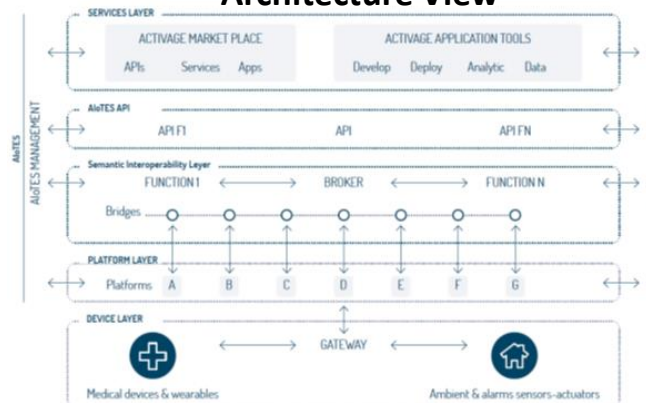 Architecture View
SERVICES LAYER
ACTIVAGE MARKET PLACE
ACTIVAGE APPLICATION TOOLS
APIs Services Apps
Develop Deploy Analytic Data
AIoTES API
API F1 API API FN
Semantic Interoperability Layer
FUNCTION 1 BROKER FUNCTION N
Bridges
PLATFORM LAYER
Platforms A B C D E F G
DEVICE LAYER
GATEWAY
Medical devices & wearables
Ambient & alarms sensors-actuators
AIoTES
AIoTES MANAGEMENT